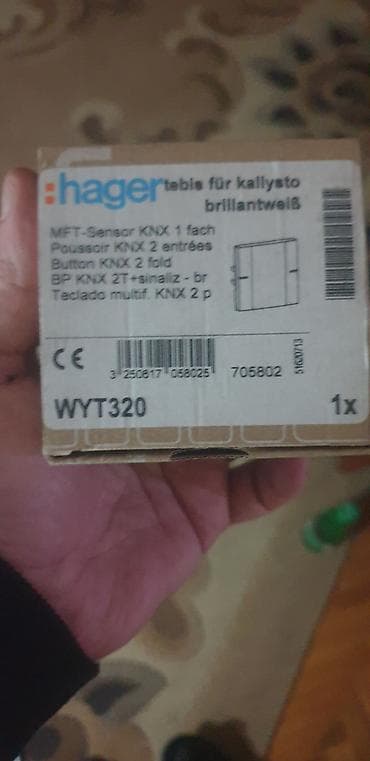 :hager tebis für kallysto
brillantweiß
MFT-Sensor KNX 1 fach
Poussoir KNX 2 entrées
Button KNX 2 fold
BP KNX 2T+sinaliz - br
Teclado multif. KNX 2 p
CE
3 250617 058025
705802
5162O713
WYT320
1x